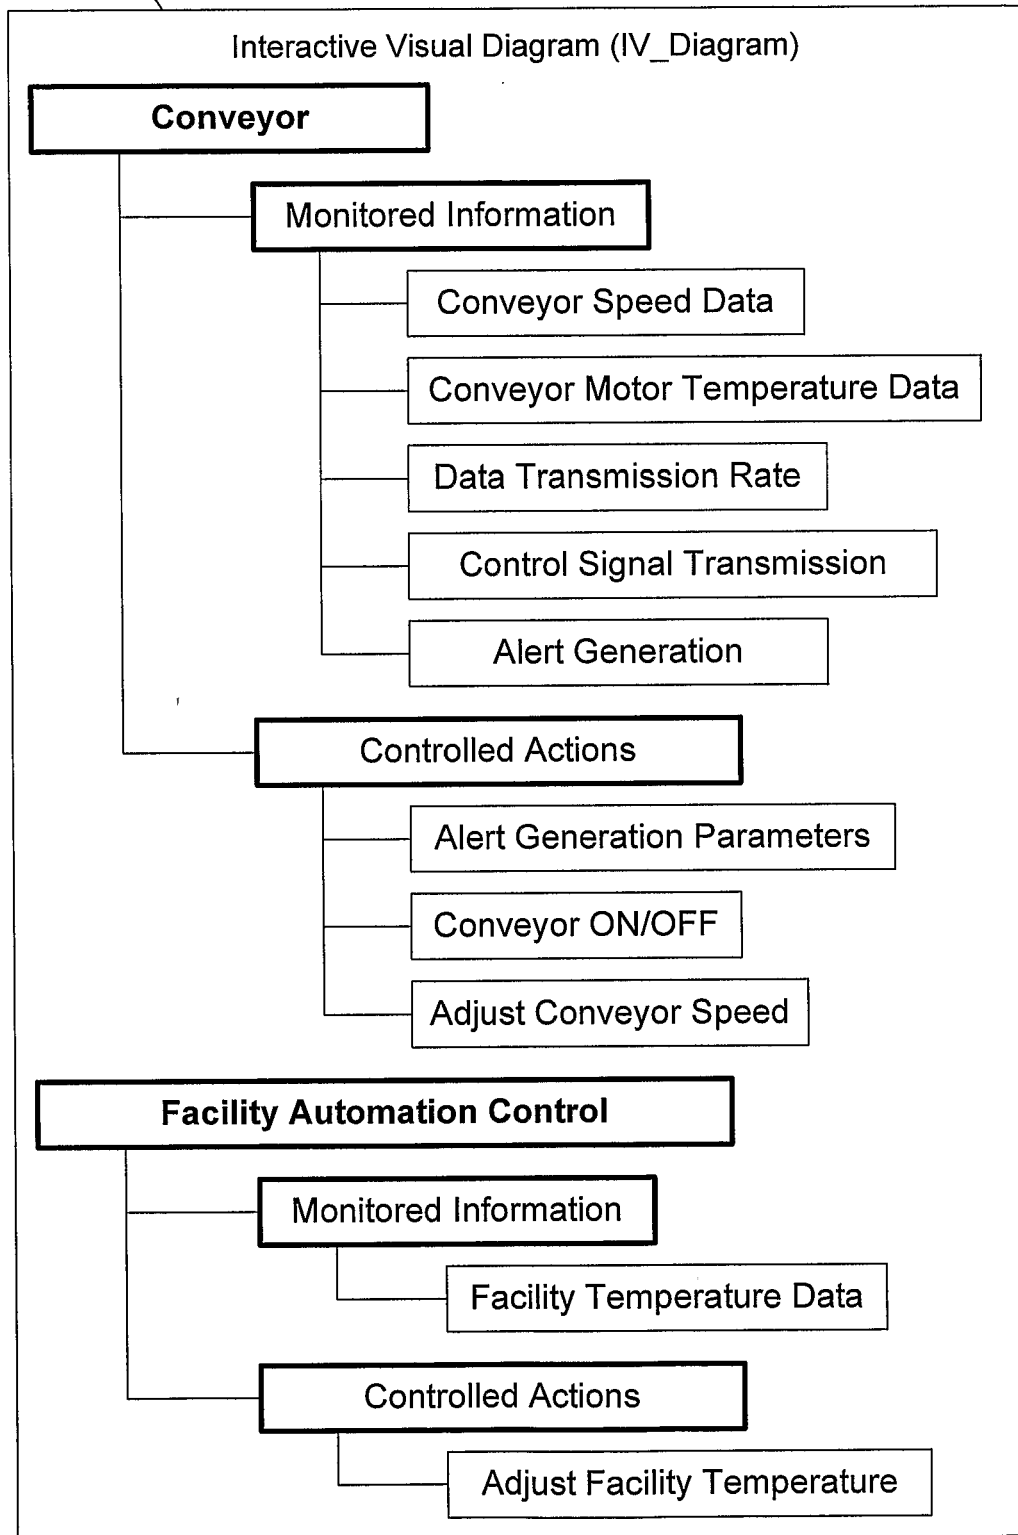 Interactive Visual Diagram (IV_Diagram)
Conveyor
Monitored Information
Conveyor Speed Data
Conveyor Motor Temperature Data
Data Transmission Rate
Control Signal Transmission
Alert Generation
Controlled Actions
Alert Generation Parameters
Conveyor ON/OFF
Adjust Conveyor Speed
Facility Automation Control
Monitored Information
Facility Temperature Data
Controlled Actions
Adjust Facility Temperature